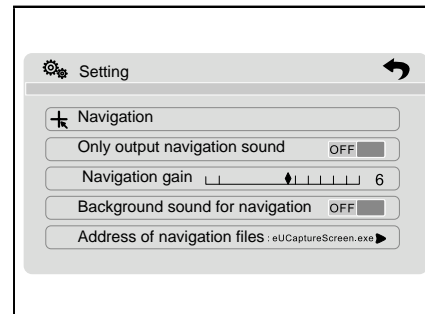 Setting
Navigation
Only output navigation sound OFF
Navigation gain 6
Background sound for navigation OFF
Address of navigation files : eUCaptureScreen.exe